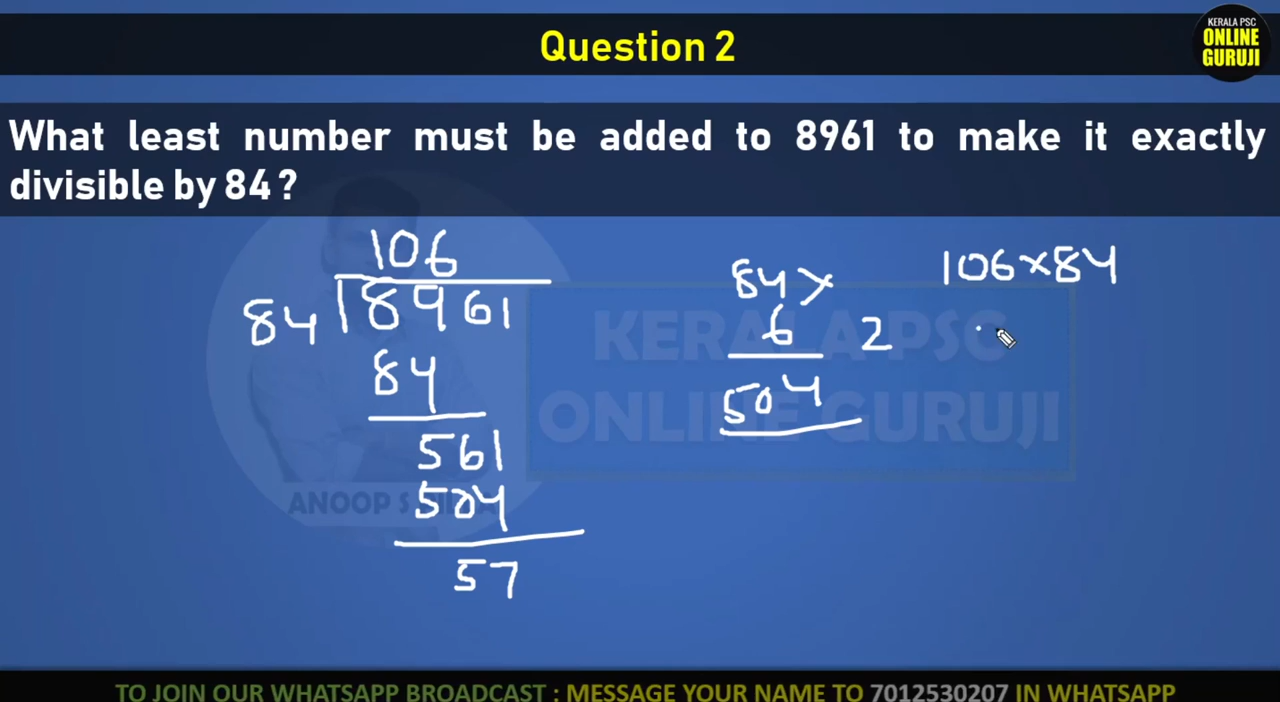 KERALA PSC
ONLINE
GURUJI
Question 2
What least number must be added to 8961 to make it exactly
divisible by 84 ?
106
84 8961
84
561
504
57
84 ×
6 2
504
106×84
KERALA PSC
ONLINE GURUJI
ANOOP S
TO JOIN OUR WHATSAPP BROADCAST : MESSAGE YOUR NAME TO 7012530207 IN WHATSAPP